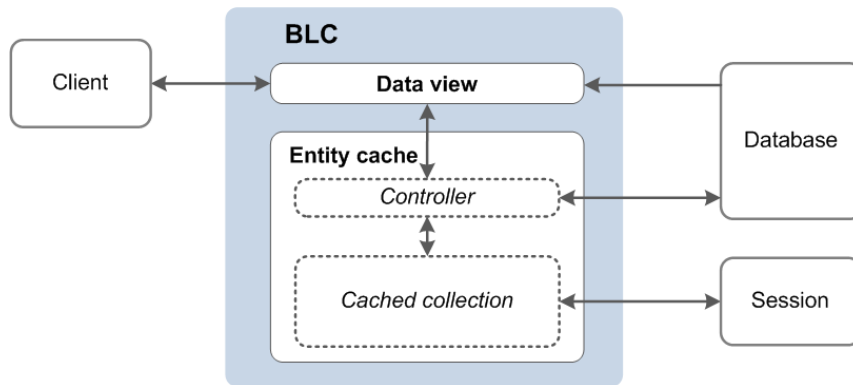 BLC
Client
Data view
Database
Entity cache
Controller
Cached collection
Session